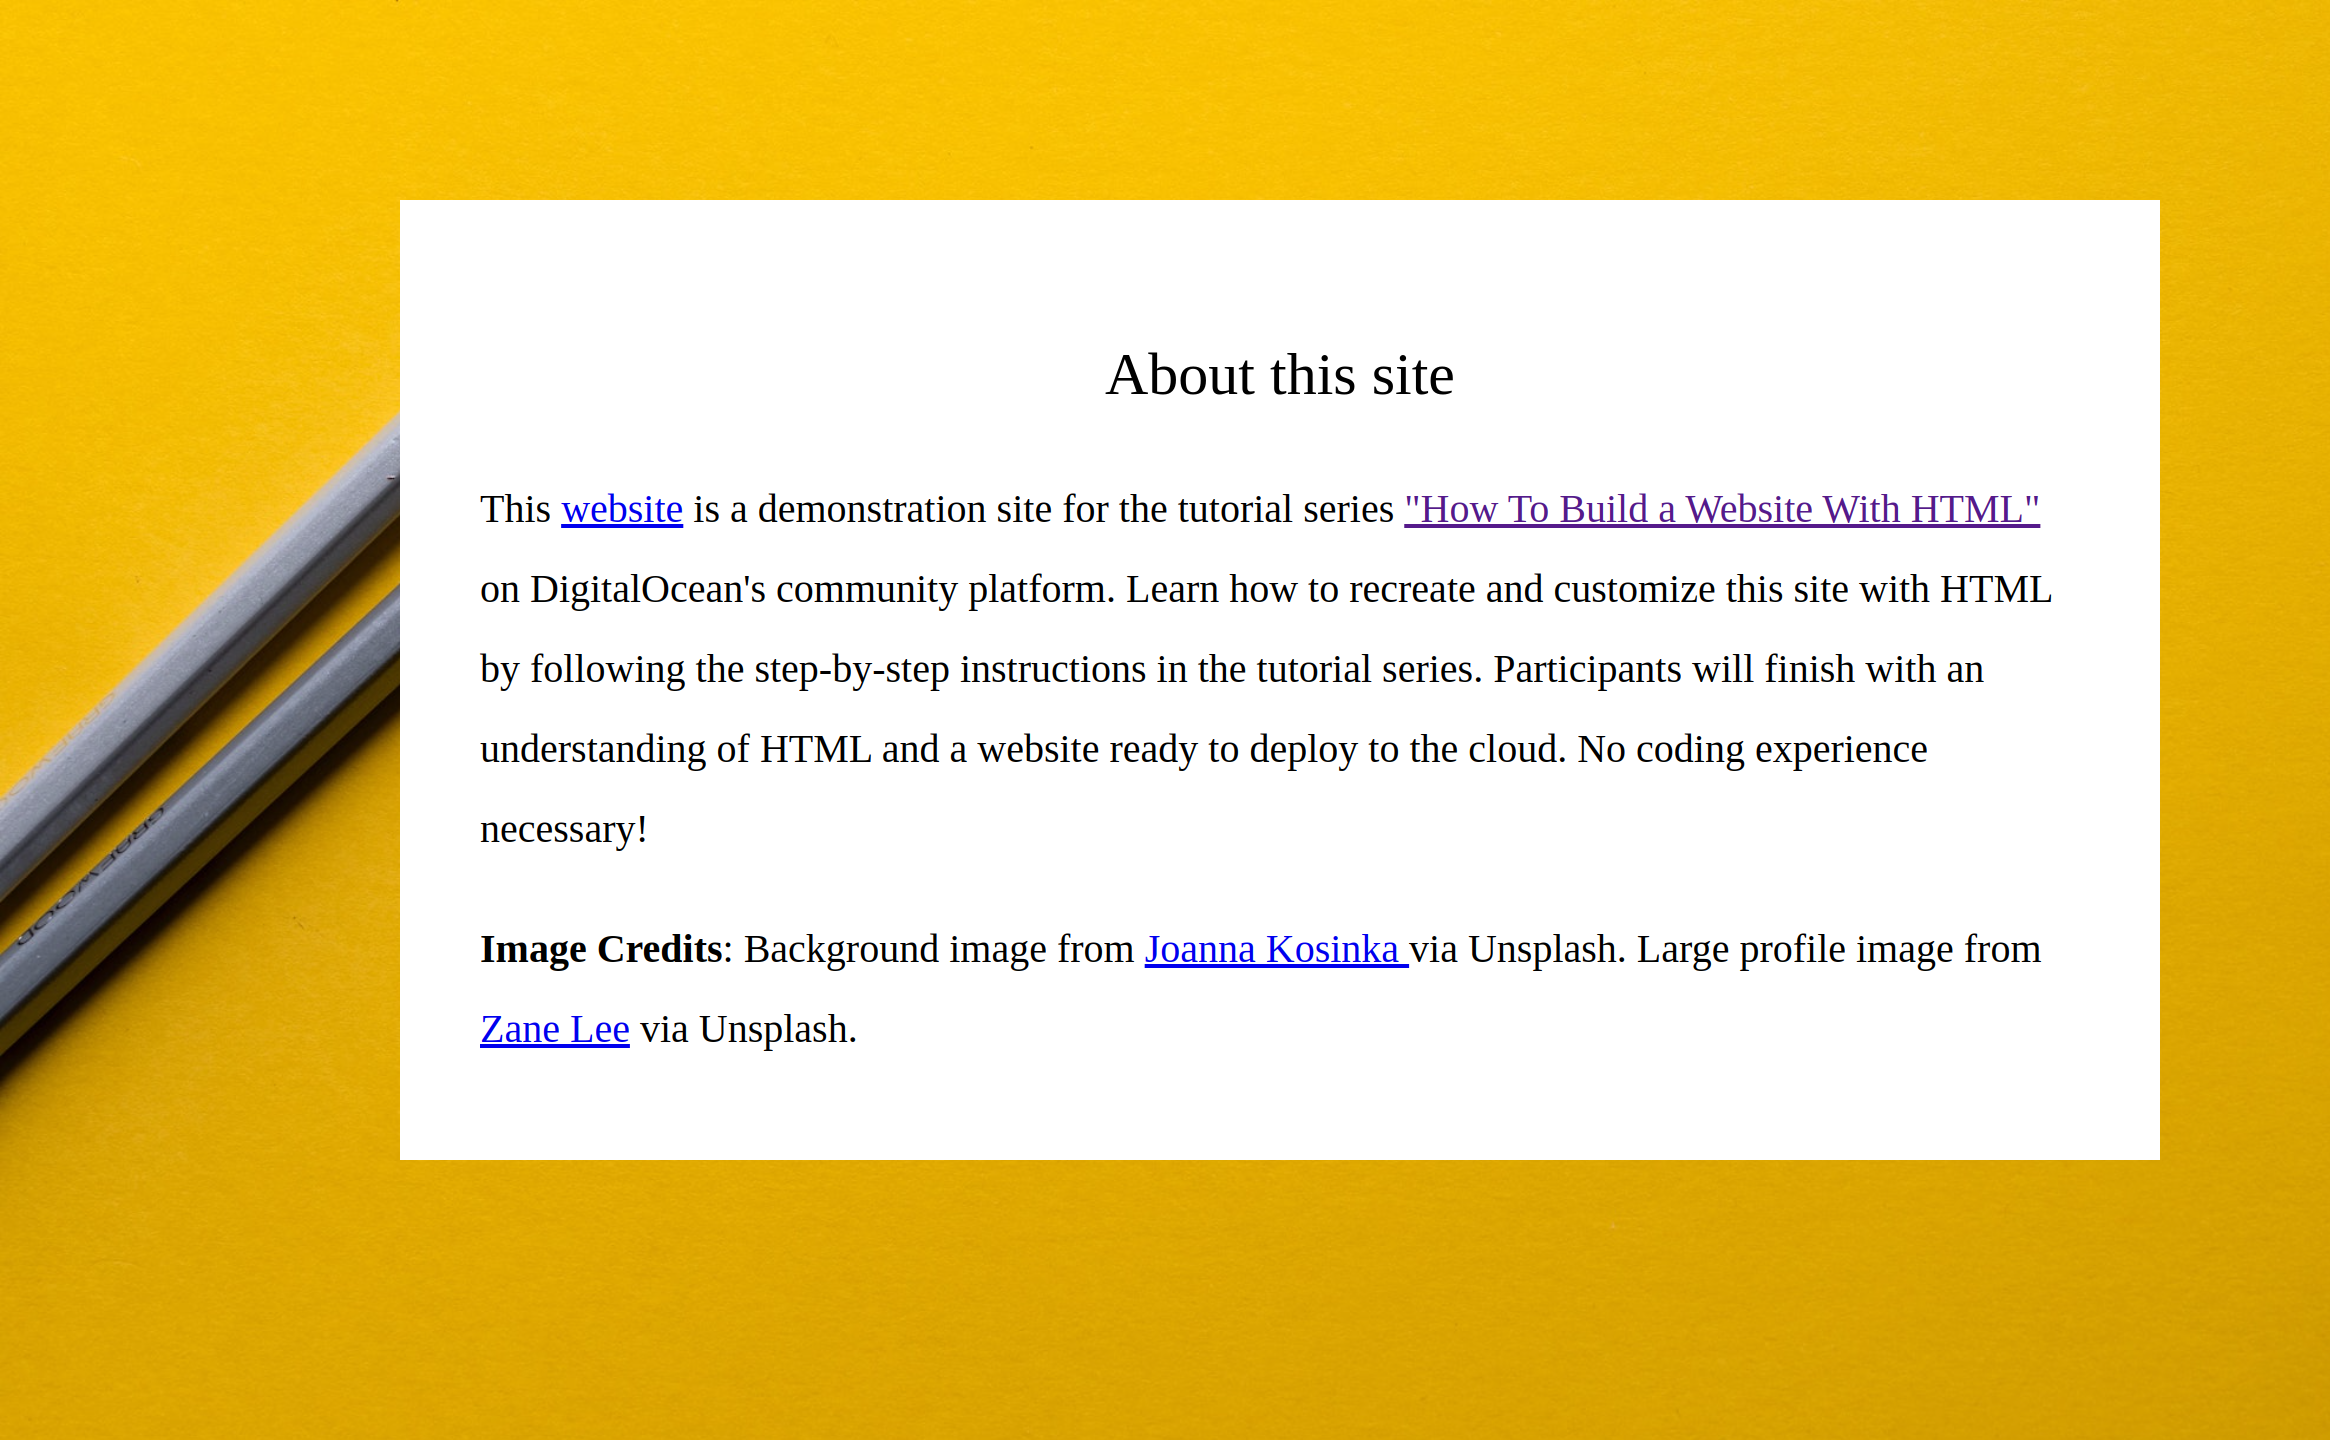 About this site
This website is a demonstration site for the tutorial series "How To Build a Website With HTML"
on DigitalOcean's community platform. Learn how to recreate and customize this site with HTML
by following the step-by-step instructions in the tutorial series. Participants will finish with an
understanding of HTML and a website ready to deploy to the cloud. No coding experience
necessary!
Image Credits: Background image from Joanna Kosinka via Unsplash. Large profile image from
Zane Lee via Unsplash.